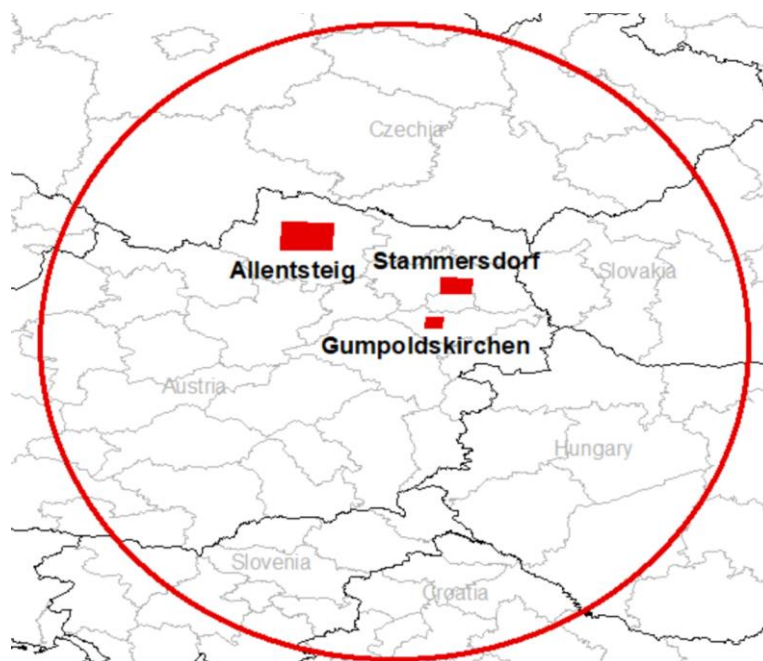 Czechia
Stammersdorf
Allentsteig
Slovakia
Gumpoldskirchen
Austria
Hungary
Slovenia
Croatia